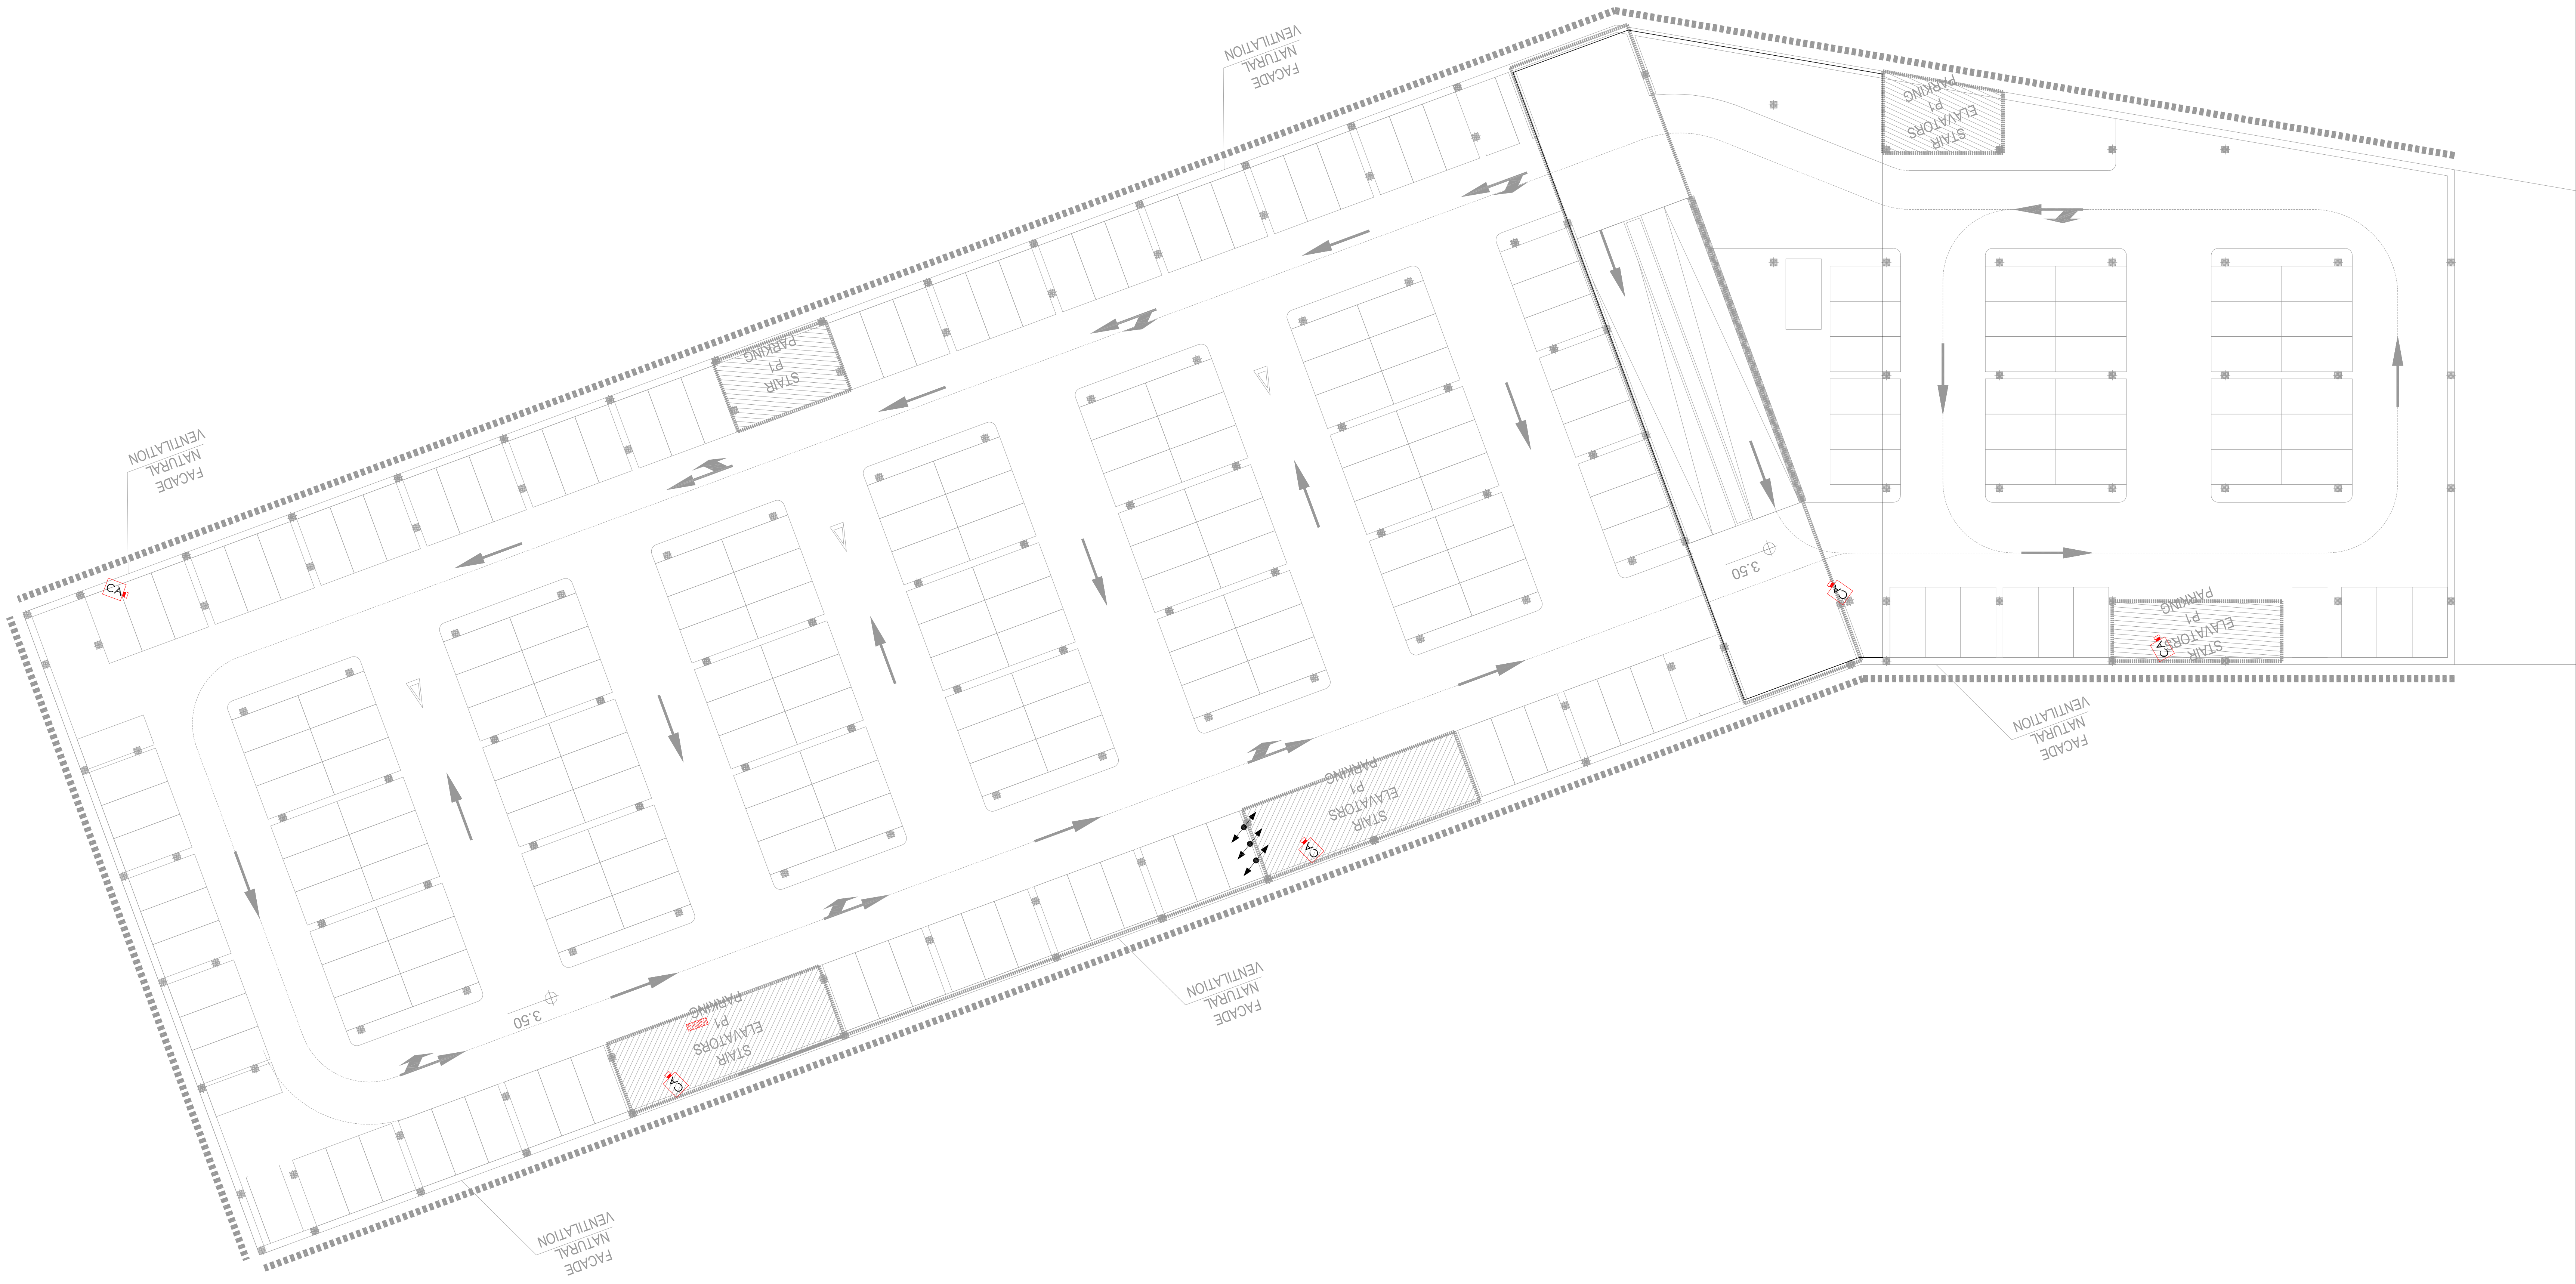 FACADE
NATURAL
VENTILATION
STAIR
ELAVATORS
P1
PARKING
STAIR
P1
PARKING
FACADE
NATURAL
VENTILATION
3.50
CA
CA
STAIR
ELAVATORS
P1
PARKING
CA
FACADE
NATURAL
VENTILATION
STAIR
ELAVATORS
P1
PARKING
CA
FACADE
NATURAL
VENTILATION
3.50
STAIR
ELAVATORS
P1
PARKING
CA
FACADE
NATURAL
VENTILATION